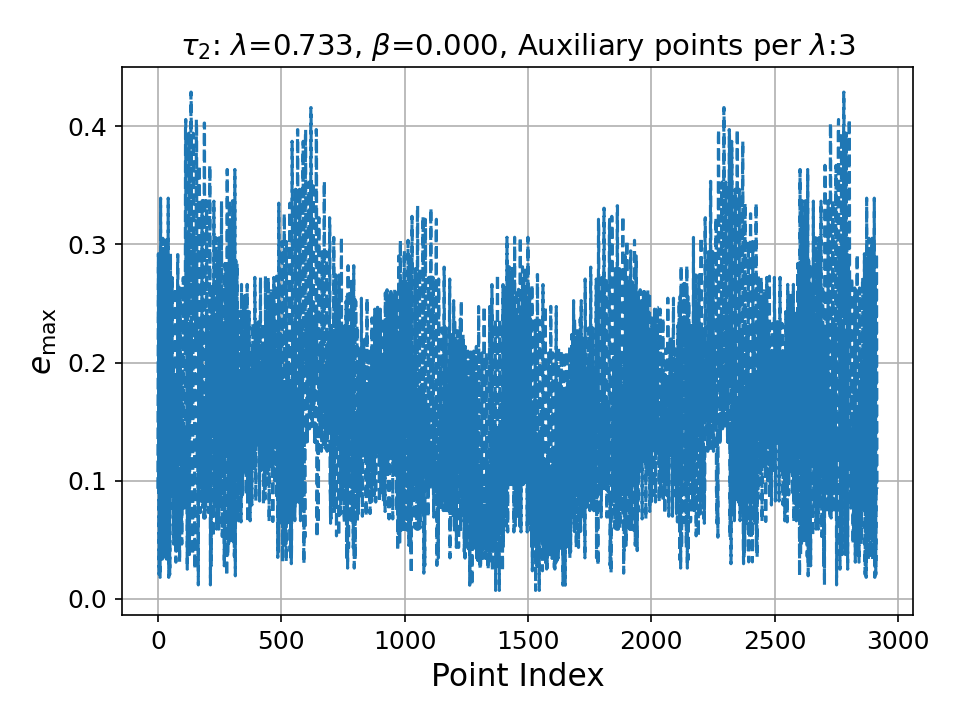 τ₂: λ=0.733, β=0.000, Auxiliary points per λ:3
0.4
0.3
0.2
0.1
0.0
e_max
0 500 1000 1500 2000 2500 3000
Point Index